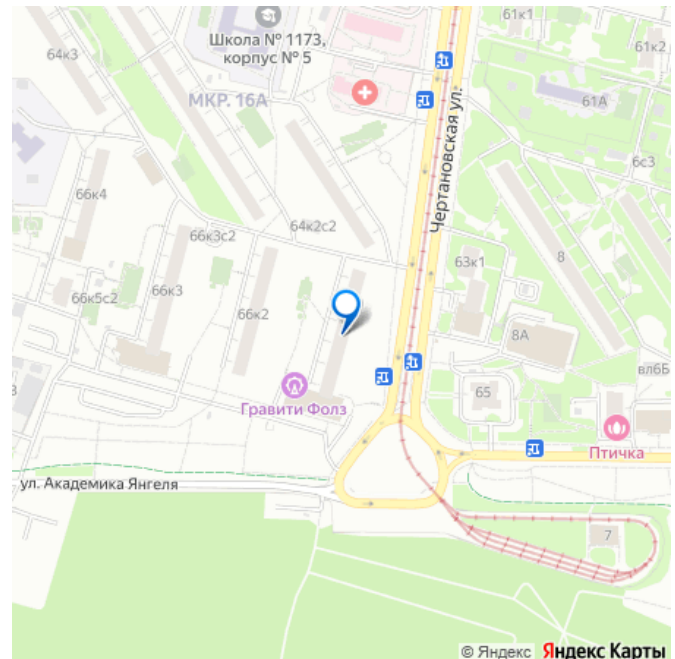 61к1
61к2
64к3
Школа № 1173,
корпус № 5
МКР. 16А
61А
Чертановская ул.
6с3
66к4
66к3с2
64к2с2
63к1
8
66к5с2
66к3
66к2
8А
вл6Б
65
Гравити Фолз
Птичка
ул. Академика Янгеля
7
© Яндекс Яндекс Карты